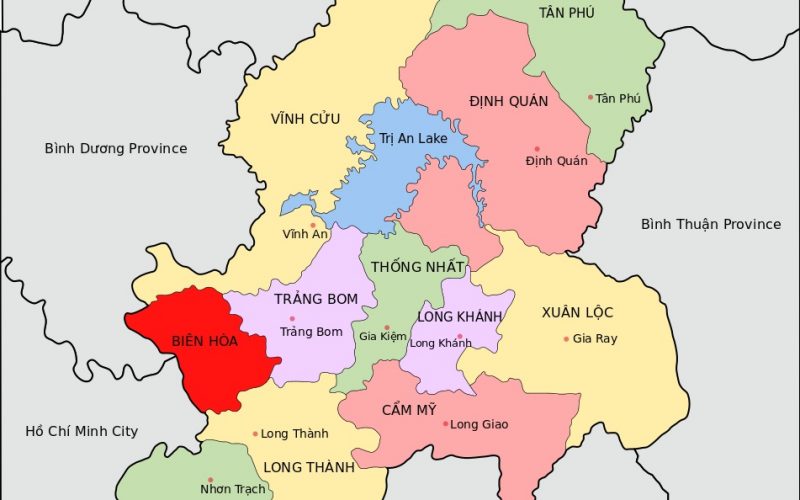 TÂN PHÚ
Tân Phú
ĐỊNH QUÁN
VĨNH CỬU
Trị An Lake
Bình Dương Province
Định Quán
Bình Thuận Province
Vĩnh An
THỐNG NHẤT
TRẢNG BOM
LONG KHÁNH
XUÂN LỘC
Trảng Bom
Gia Kiệm
Long Khánh
Gia Ray
BIÊN HÒA
CẨM MỸ
Long Giao
Hồ Chí Minh City
Long Thành
LONG THÀNH
Nhơn Trạch